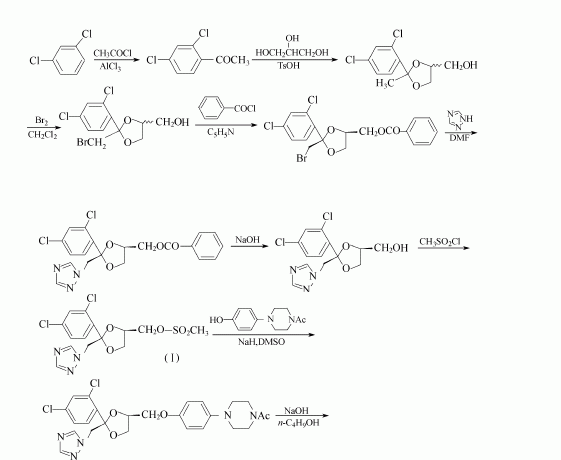 Cl
Cl
CH₃COCl
AlCl₃
Cl
Cl
COCH₃
OH
HOCH₂CHCH₂OH
TsOH
Cl
Cl
O
O
H₃C
CH₂OH
Br₂
CH₂Cl₂
Cl
Cl
O
O
BrCH₂
CH₂OH
COCl
C₅H₅N
Cl
Cl
O
O
Br
CH₂OCO
N
N
NH
DMF
Cl
Cl
O
O
CH₂OCO
N
N
N
NaOH
Cl
Cl
O
O
CH₂OH
N
N
N
CH₃SO₂Cl
Cl
Cl
O
O
CH₂O—SO₂CH₃
N
N
N
(1)
HO
N
NAc
NaH,DMSO
Cl
Cl
O
O
CH₂O
N
NAc
N
N
N
NaOH
n-C₄H₉OH